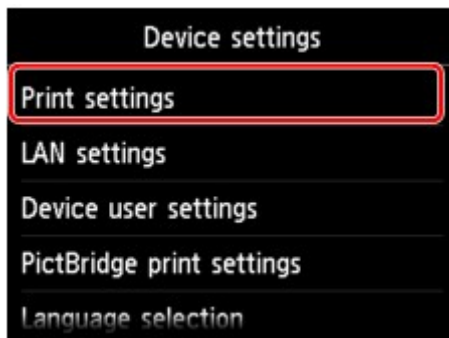 Device settings
Print settings
LAN settings
Device user settings
PictBridge print settings
Language selection